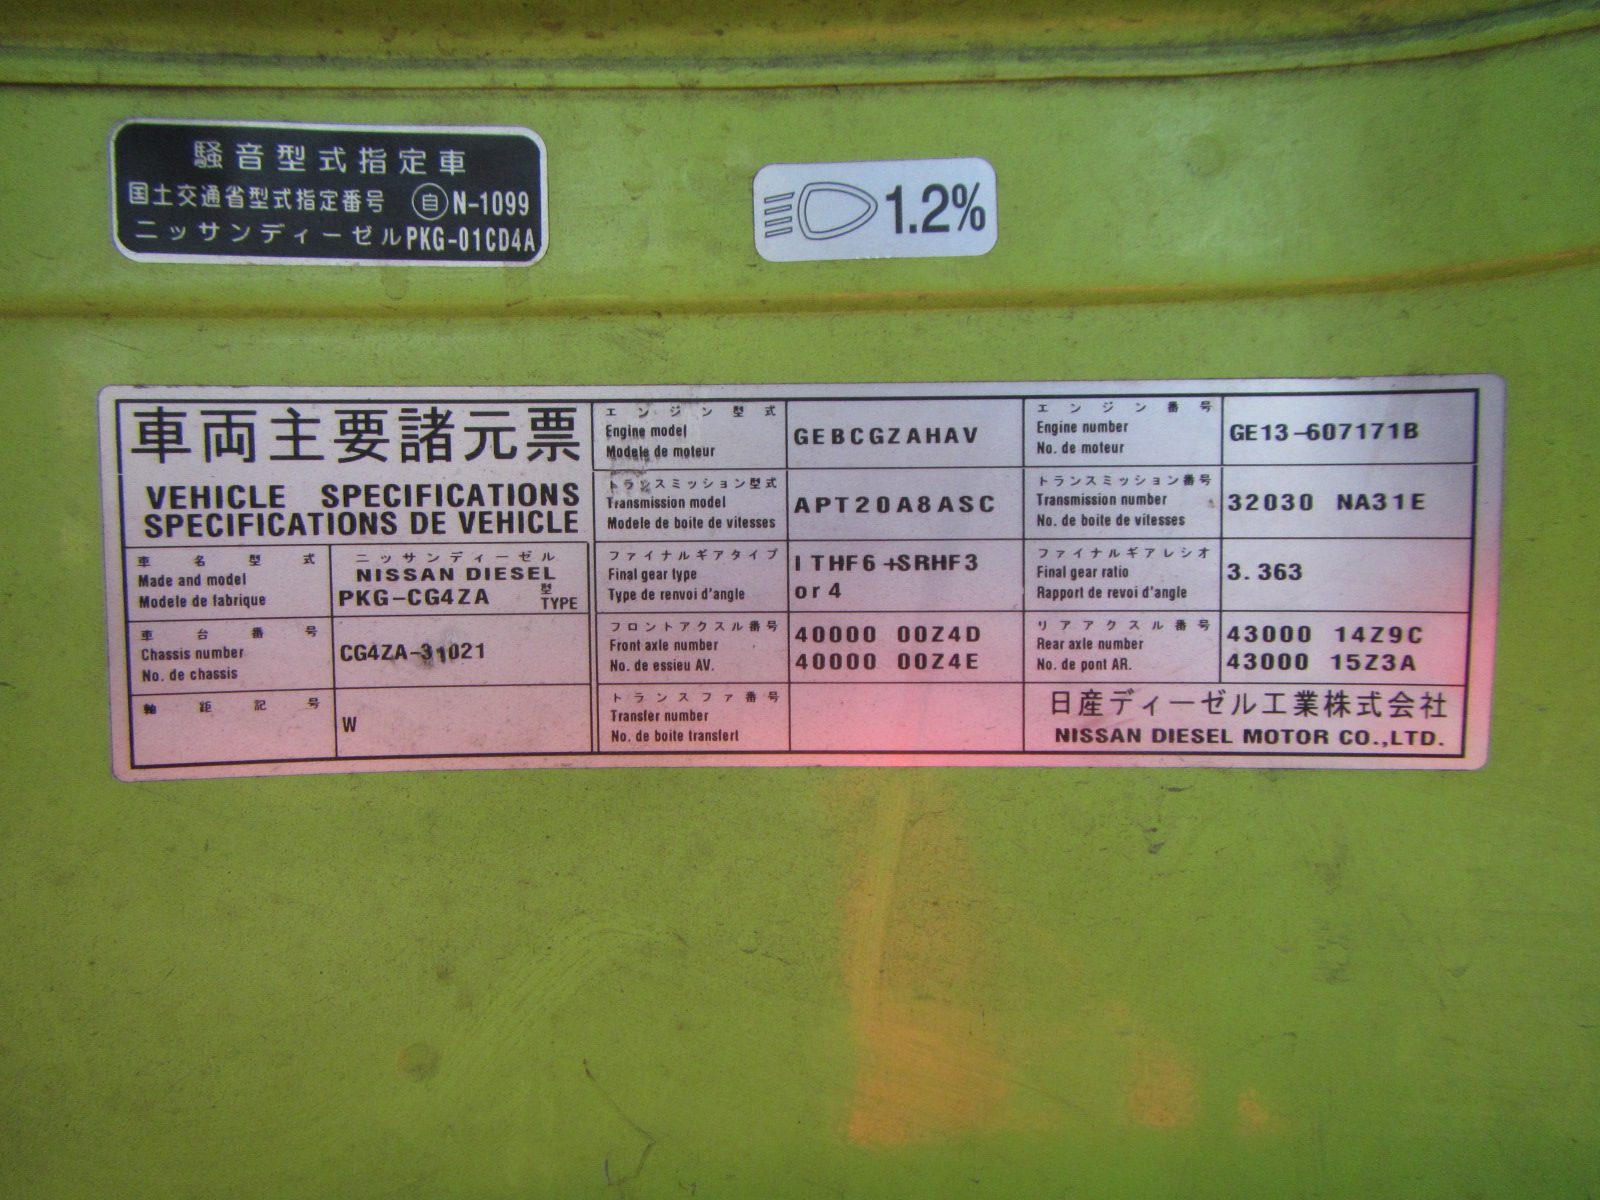 騒音型式指定車
国土交通省型式指定番号 自 N-1099
ニッサンディーゼルPKG-01CD4A
1.2%
車両主要諸元票
VEHICLE SPECIFICATIONS
SPECIFICATIONS DE VEHICLE
車名型式
Made and model
Modele de fabrique
ニッサンディーゼル
NISSAN DIESEL
PKG-CG4ZA 型
TYPE
車台番号
Chassis number
No. de chassis
CG4ZA-31021
軸距記号
W
エンジン型式
Engine model
Modele de moteur
GEBCGZAHAV
トランスミッション型式
Transmission model
Modele de boite de vitesses
APT20A8ASC
ファイナルギアタイプ
Final gear type
Type de renvoi d'angle
1THF6+SRHF3
or4
フロントアクスル番号
Front axle number
No. de essieu AV.
40000 00Z4D
40000 00Z4E
トランスファ番号
Transfer number
No. de boite transfert
エンジン番号
Engine number
No. de moteur
GE13-607171B
トランスミッション番号
Transmission number
No. de boite de vitesses
32030 NA31E
ファイナルギアレシオ
Final gear ratio
Rapport de revoi d'angle
3.363
リアアクスル番号
Rear axle number
No. de pont AR.
43000 14Z9C
43000 15Z3A
日産ディーゼル工業株式会社
NISSAN DIESEL MOTOR CO.,LTD.